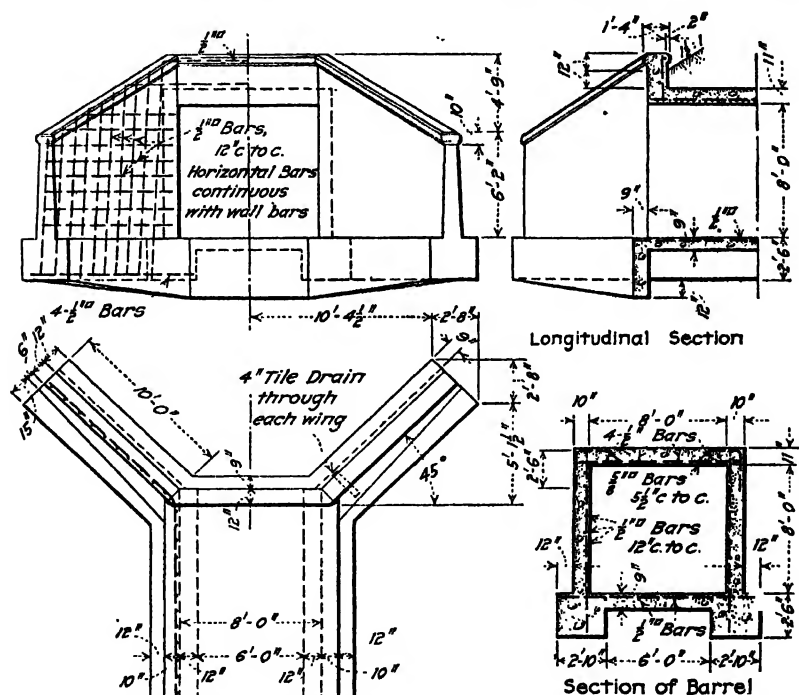 ½"□
½"□ Bars,
12" c to c.
Horizontal Bars
continuous
with wall bars
10"
4'-9"
6'-2"
4-½"□ Bars
10'-4½"
2'-8"
1'-4"
2"
12"
11"
8'-0"
9"
9"
½"□
2'-6"
12"
Longitudinal Section
6"
12"
15"
10'-0"
4" Tile Drain
through
each wing
9"
2'-8"
5'-1½"
45°
9"
12"
8'-0"
12"
6'-0"
12"
12"
10"
12"
10"
10"
8'-0"
10"
4-½" Bars
2'-6"
11"
⅝"□ Bars
5½" c to c.
½"□ Bars
12" c. to c.
8'-0"
12"
12"
9"
½"□ Bars
2'-6"
2'-10"
6'-0"
2'-10"
Section of Barrel